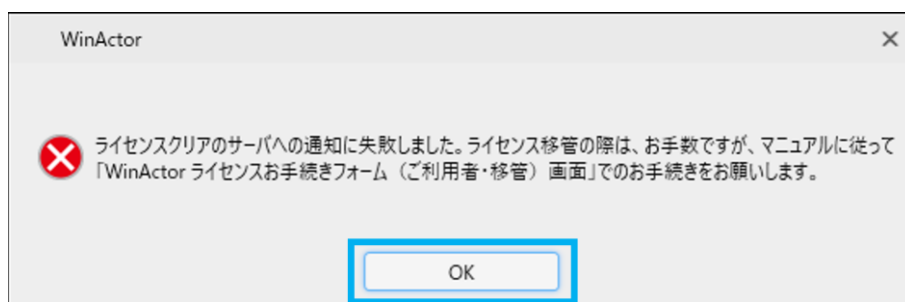 WinActor
ライセンスクリアのサーバへの通知に失敗しました。ライセンス移管の際は、お手数ですが、マニュアルに従って
「WinActor ライセンスお手続きフォーム（ご利用者・移管）画面」でのお手続きをお願いします。
OK